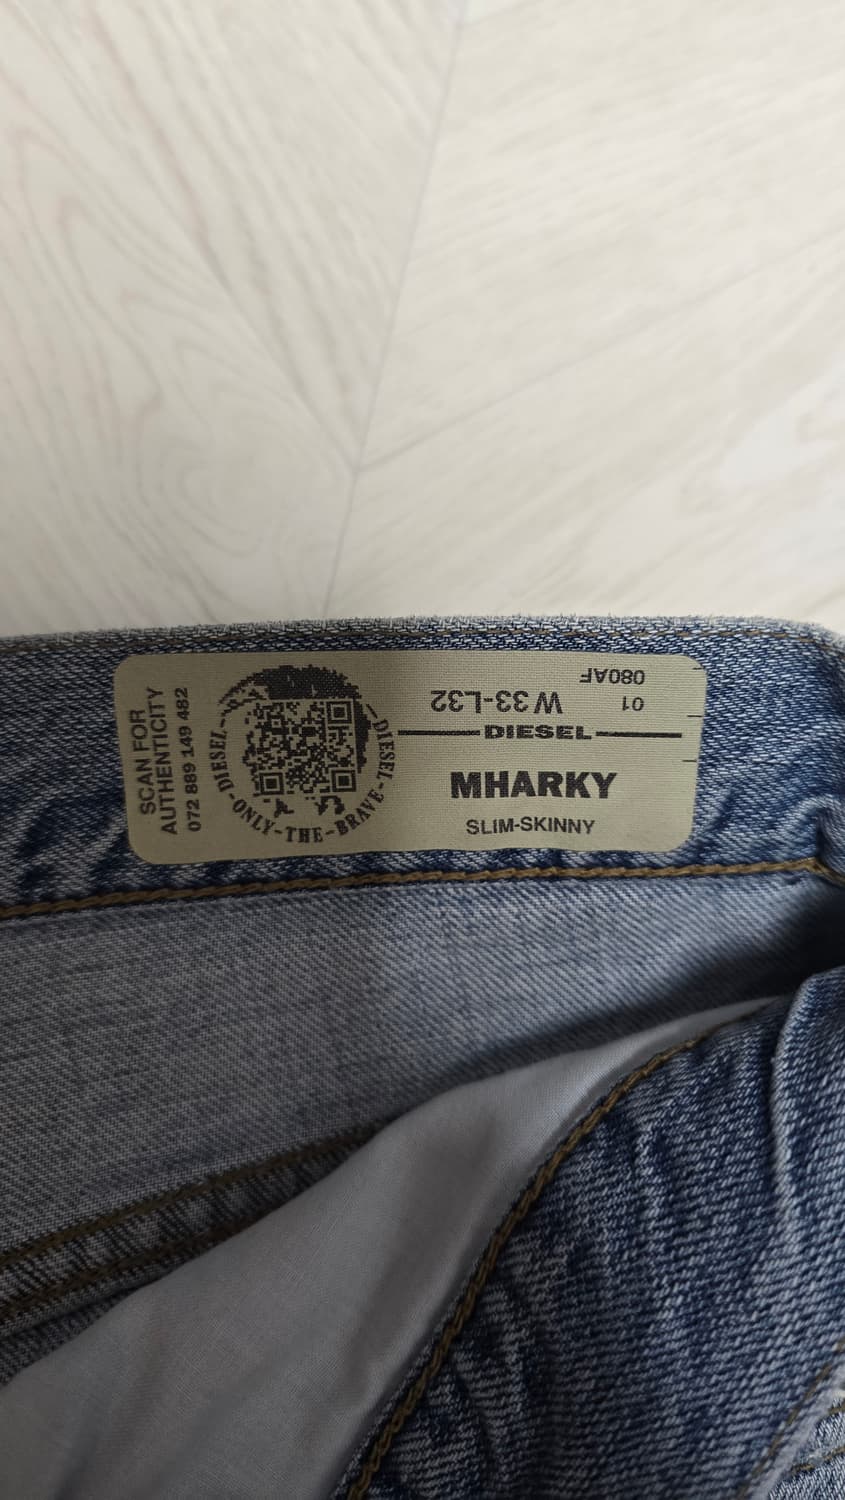 SCAN FOR
AUTHENTICITY
072 889 149 482
DIESEL-ONLY-THE-BRAVE-DIESEL
080AF
01
W 33-L32
DIESEL
MHARKY
SLIM-SKINNY